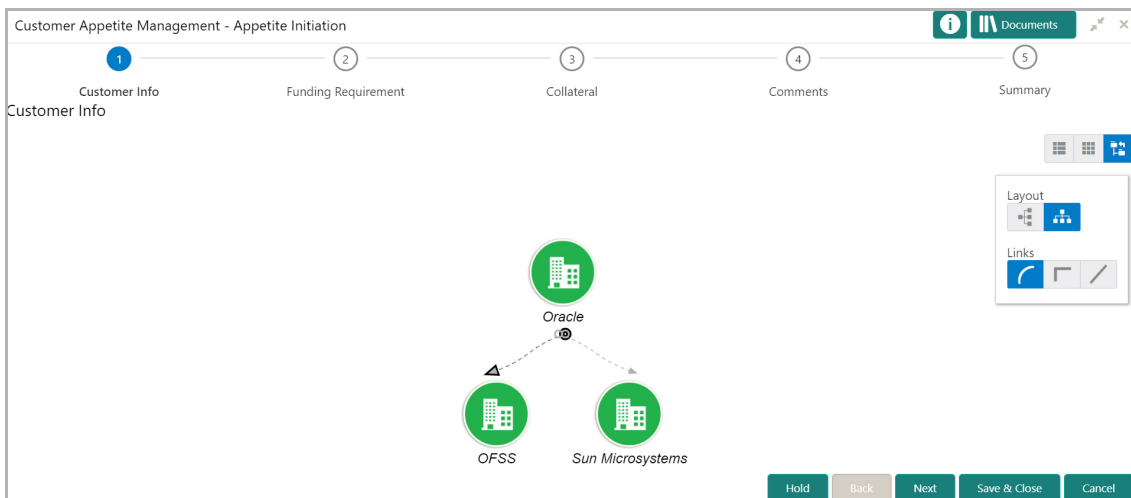 Customer Appetite Management - Appetite Initiation
i Documents
1 2 3 4 5
Customer Info Funding Requirement Collateral Comments Summary
Customer Info
Layout
Links
Oracle
OFSS Sun Microsystems
Hold Back Next Save & Close Cancel